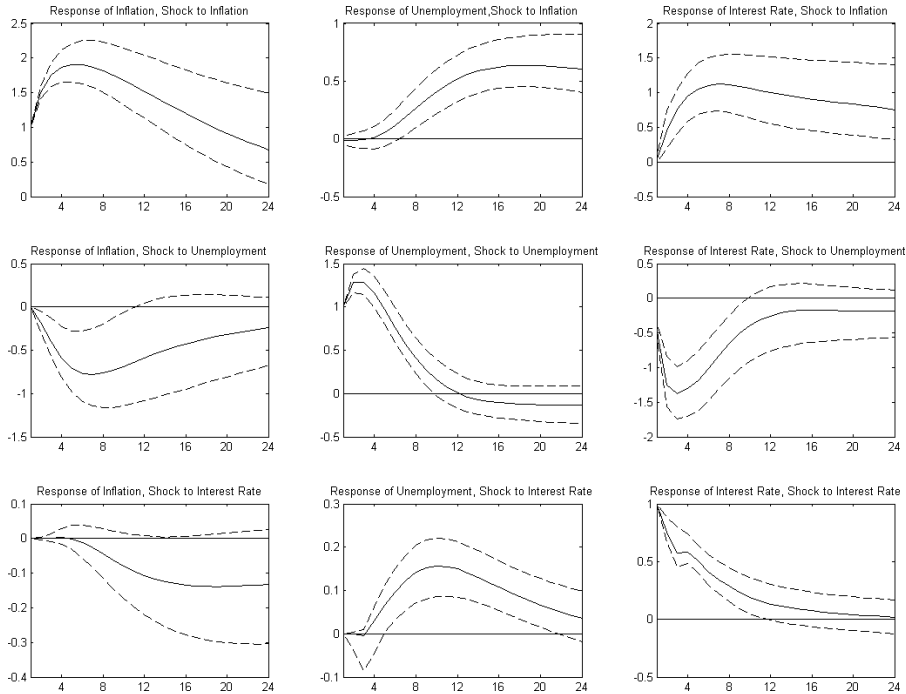 Response of Inflation, Shock to Inflation
Response of Unemployment,Shock to Inflation
Response of Interest Rate, Shock to Inflation
2.5
2
1.5
1
0.5
0
4 8 12 16 20 24
1
0.5
0
-0.5
4 8 12 16 20 24
2
1.5
1
0.5
0
-0.5
4 8 12 16 20 24
Response of Inflation, Shock to Unemployment
Response of Unemployment, Shock to Unemployment
Response of Interest Rate, Shock to Unemployment
0.5
0
-0.5
-1
-1.5
4 8 12 16 20 24
1.5
1
0.5
0
-0.5
4 8 12 16 20 24
0.5
0
-0.5
-1
-1.5
-2
4 8 12 16 20 24
Response of Inflation, Shock to Interest Rate
Response of Unemployment, Shock to Interest Rate
Response of Interest Rate, Shock to Interest Rate
0.1
0
-0.1
-0.2
-0.3
-0.4
4 8 12 16 20 24
0.3
0.2
0.1
0
-0.1
4 8 12 16 20 24
1
0.5
0
-0.5
4 8 12 16 20 24